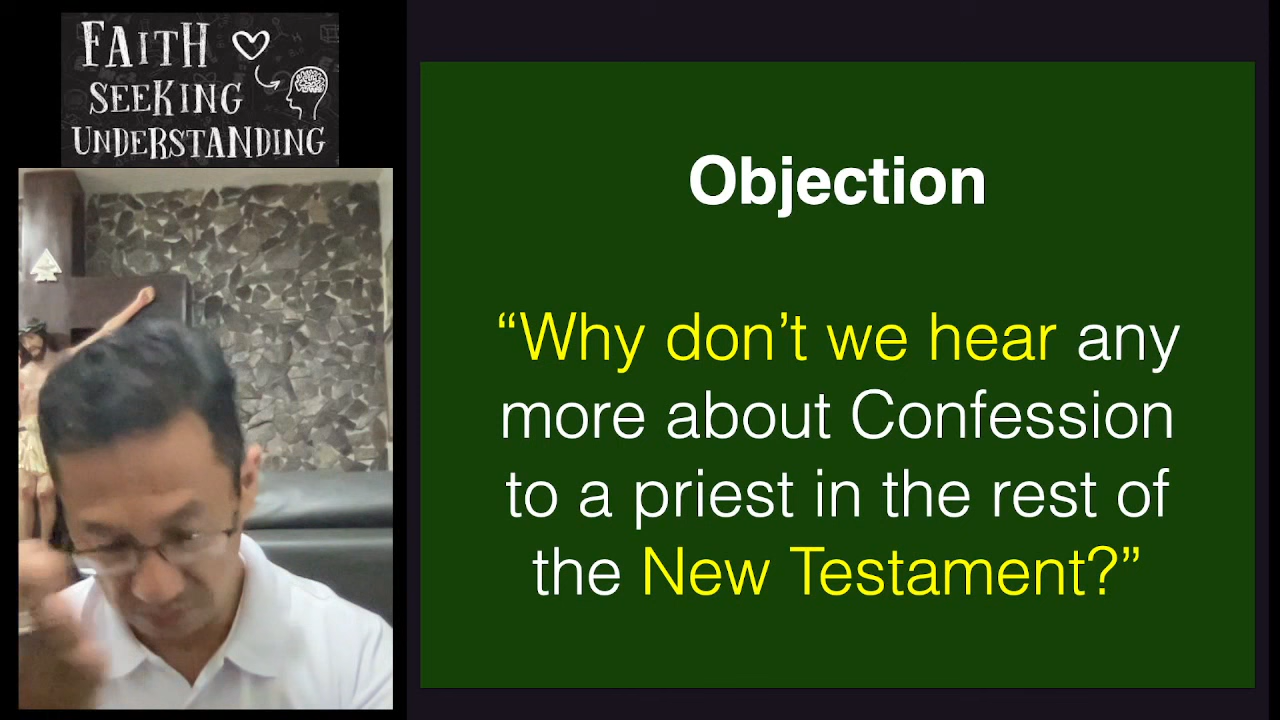 FAITH
SEEKING
UNDERSTANDING
Objection
“Why don’t we hear any
more about Confession
to a priest in the rest of
the New Testament?”